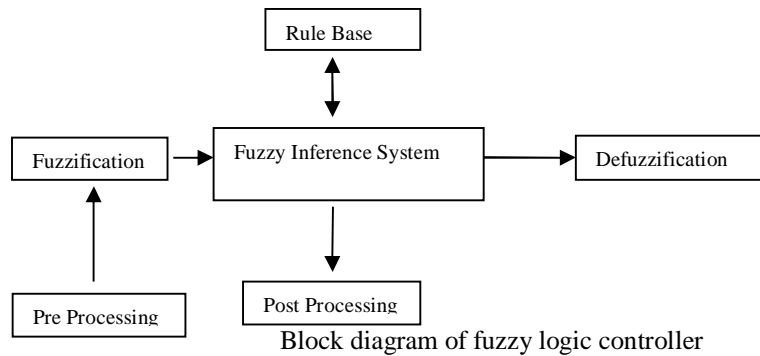 Rule Base
Fuzzification
Fuzzy Inference System
Defuzzification
Pre Processing
Post Processing
Block diagram of fuzzy logic controller